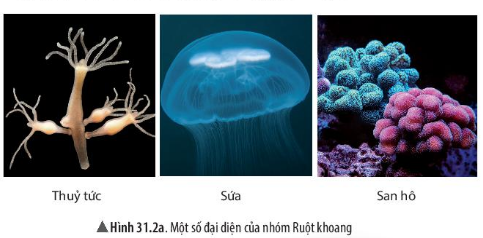 Thuỷ tức Sứa San hô
▲Hình 31.2a. Một số đại diện của nhóm Ruột khoang